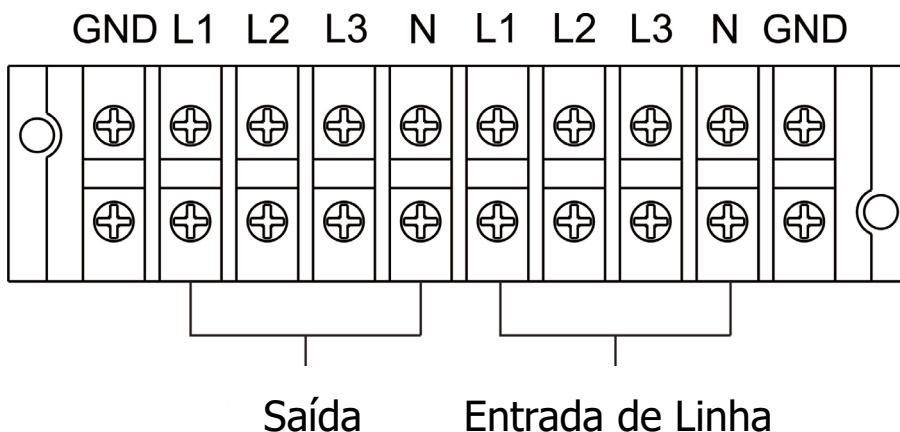 GND L1 L2 L3 N L1 L2 L3 N GND
Saída Entrada de Linha